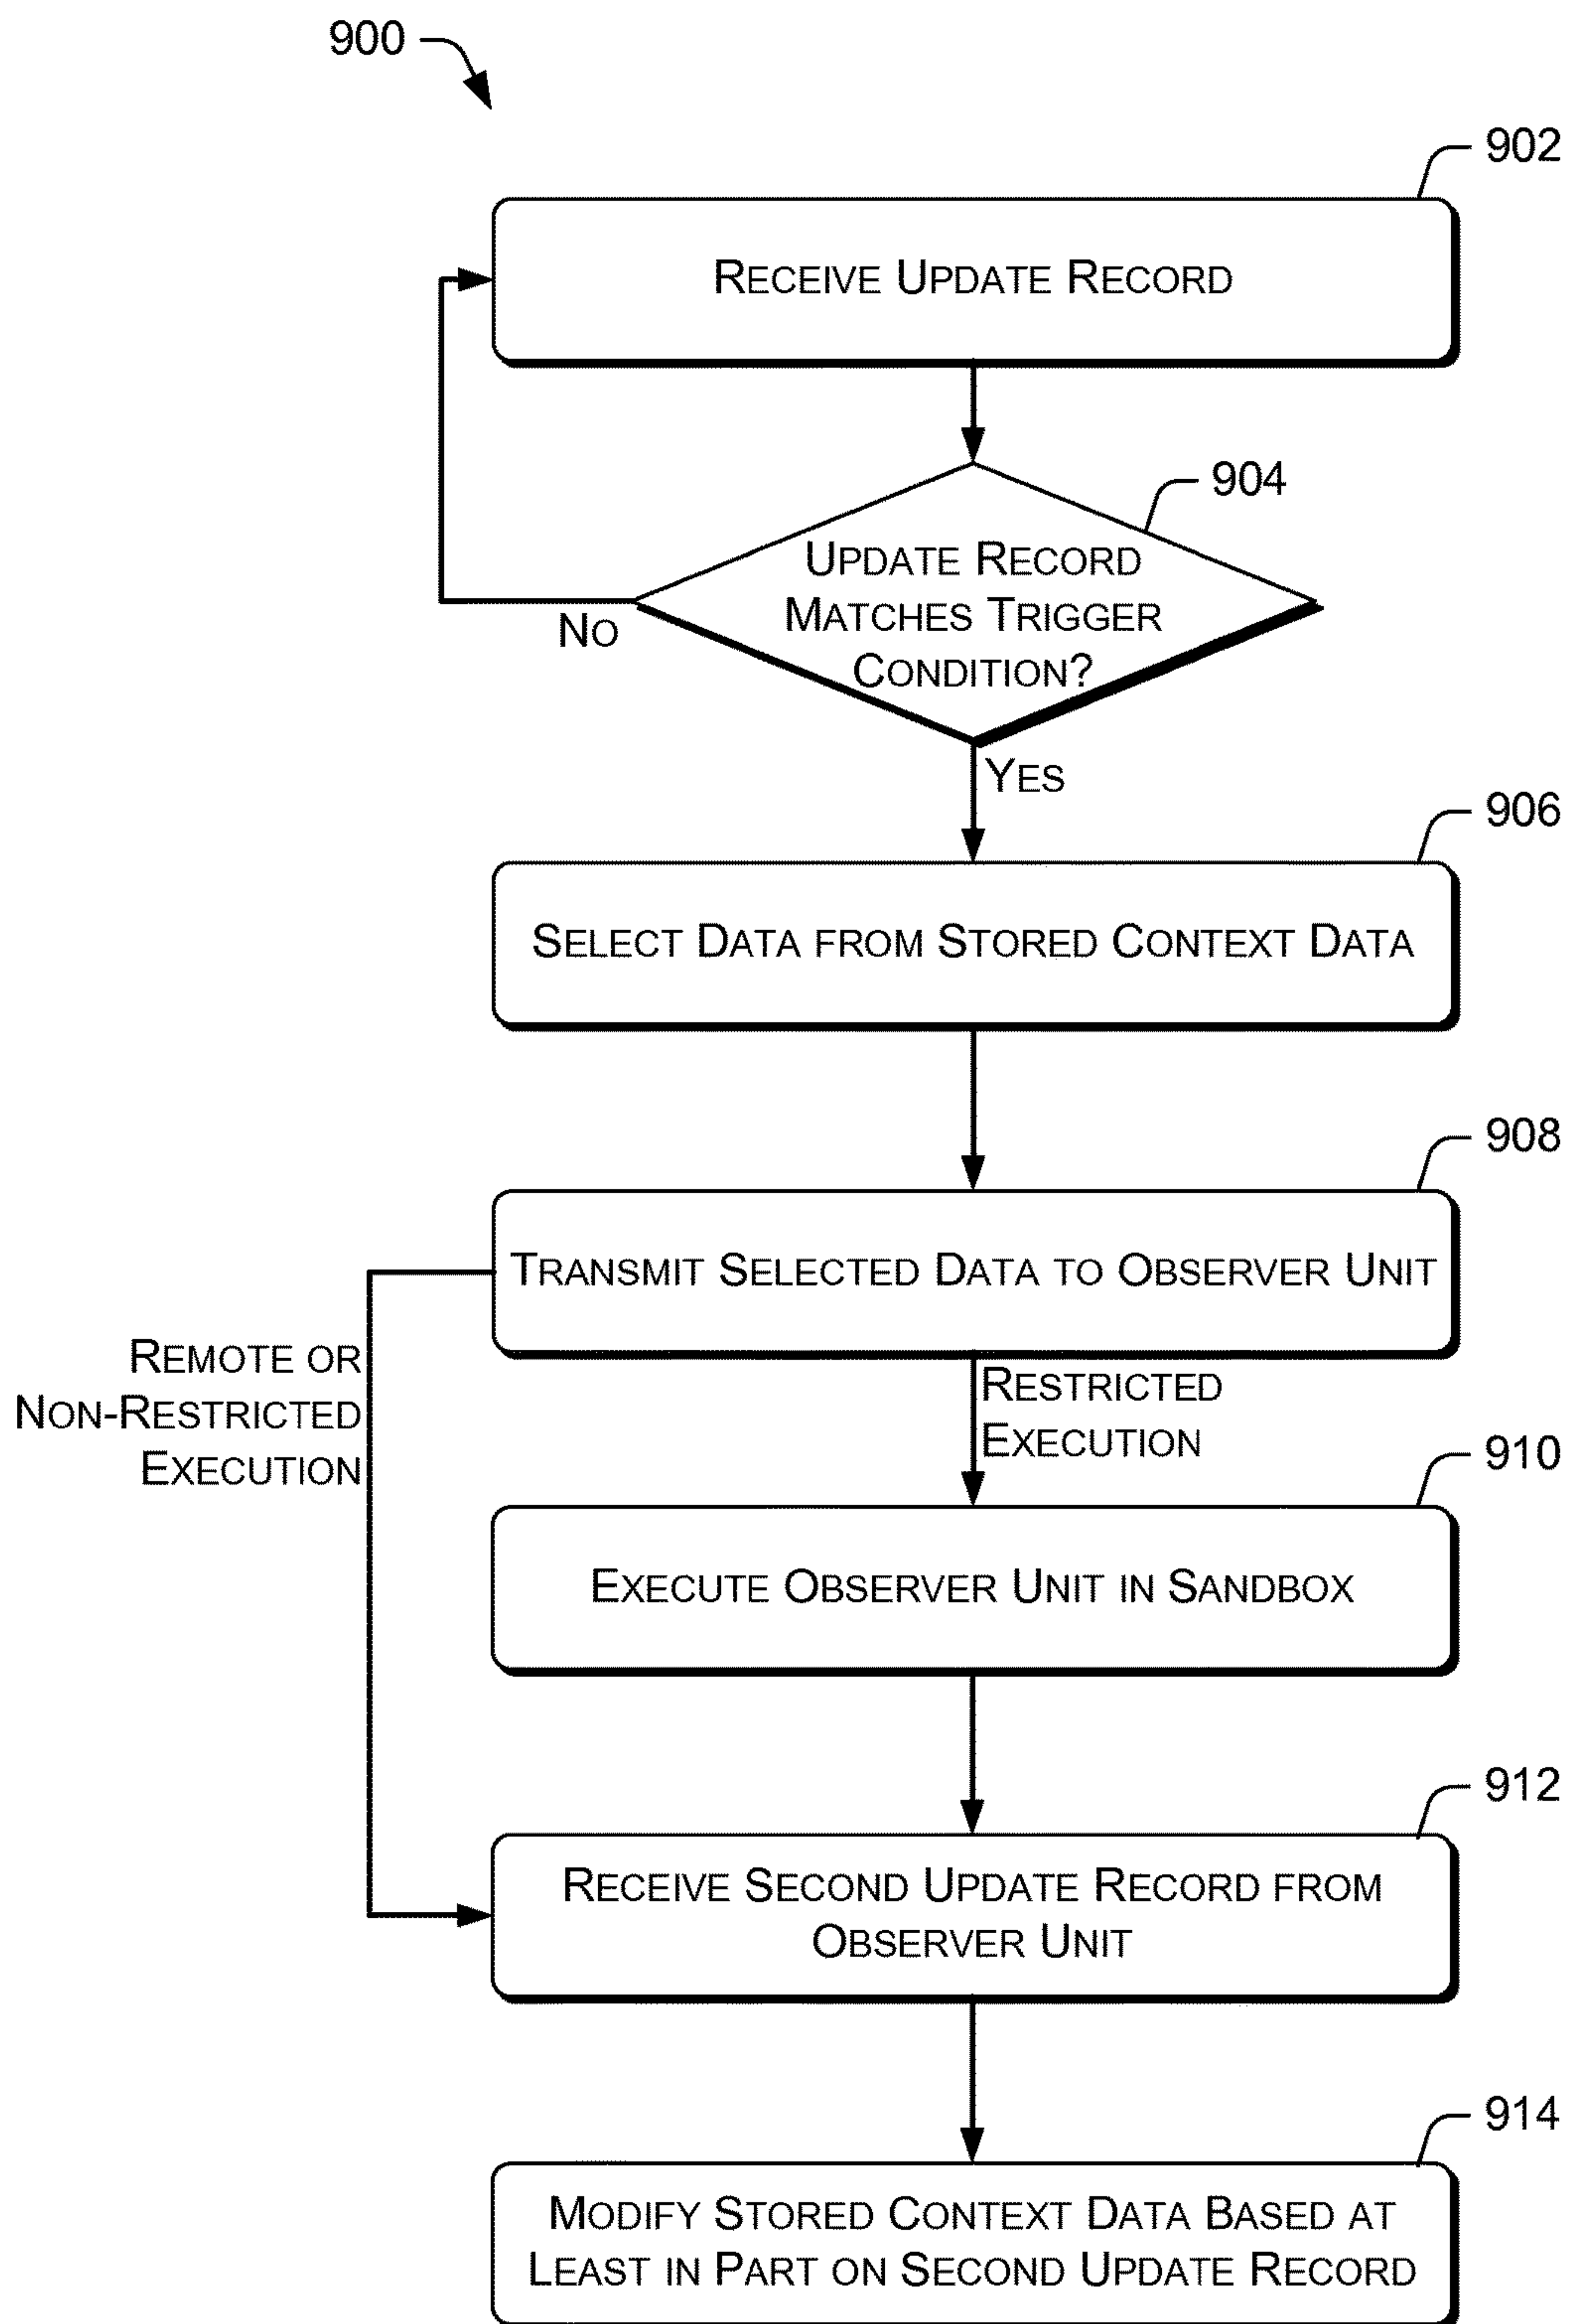 900
902
RECEIVE UPDATE RECORD
904
UPDATE RECORD
MATCHES TRIGGER
CONDITION?
NO
YES
906
SELECT DATA FROM STORED CONTEXT DATA
908
TRANSMIT SELECTED DATA TO OBSERVER UNIT
REMOTE OR
NON-RESTRICTED
EXECUTION
RESTRICTED
EXECUTION
910
EXECUTE OBSERVER UNIT IN SANDBOX
912
RECEIVE SECOND UPDATE RECORD FROM
OBSERVER UNIT
914
MODIFY STORED CONTEXT DATA BASED AT
LEAST IN PART ON SECOND UPDATE RECORD